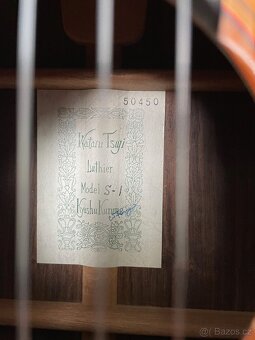 50450
Wataru Tsuji
Luthier
Model S-1
Kyushu Kurume
© Bazos.cz